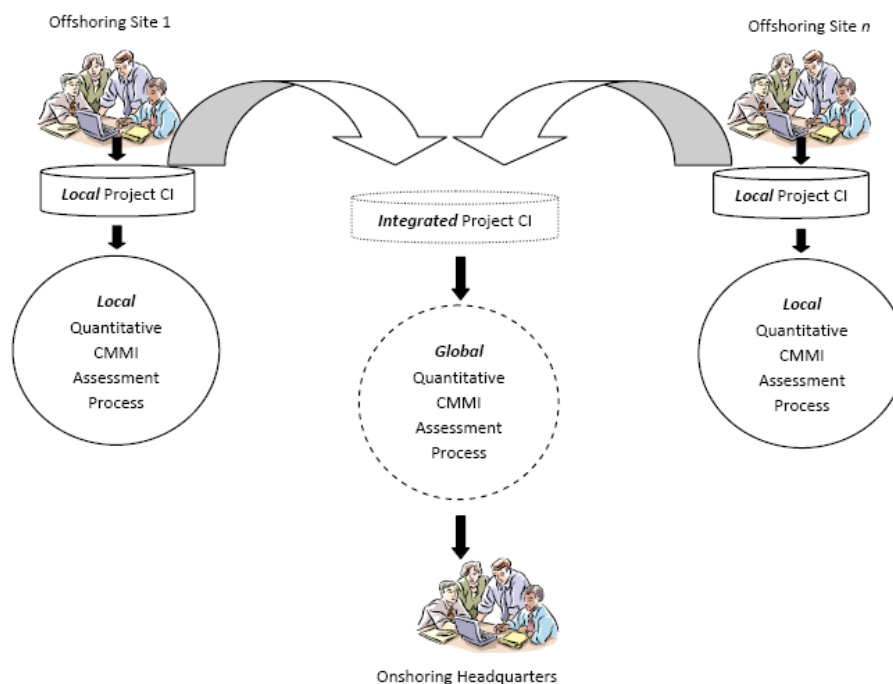 Offshoring Site 1
Offshoring Site n
Local Project CI
Local Project CI
Integrated Project CI
Local
Quantitative
CMMI
Assessment
Process
Global
Quantitative
CMMI
Assessment
Process
Local
Quantitative
CMMI
Assessment
Process
Onshoring Headquarters